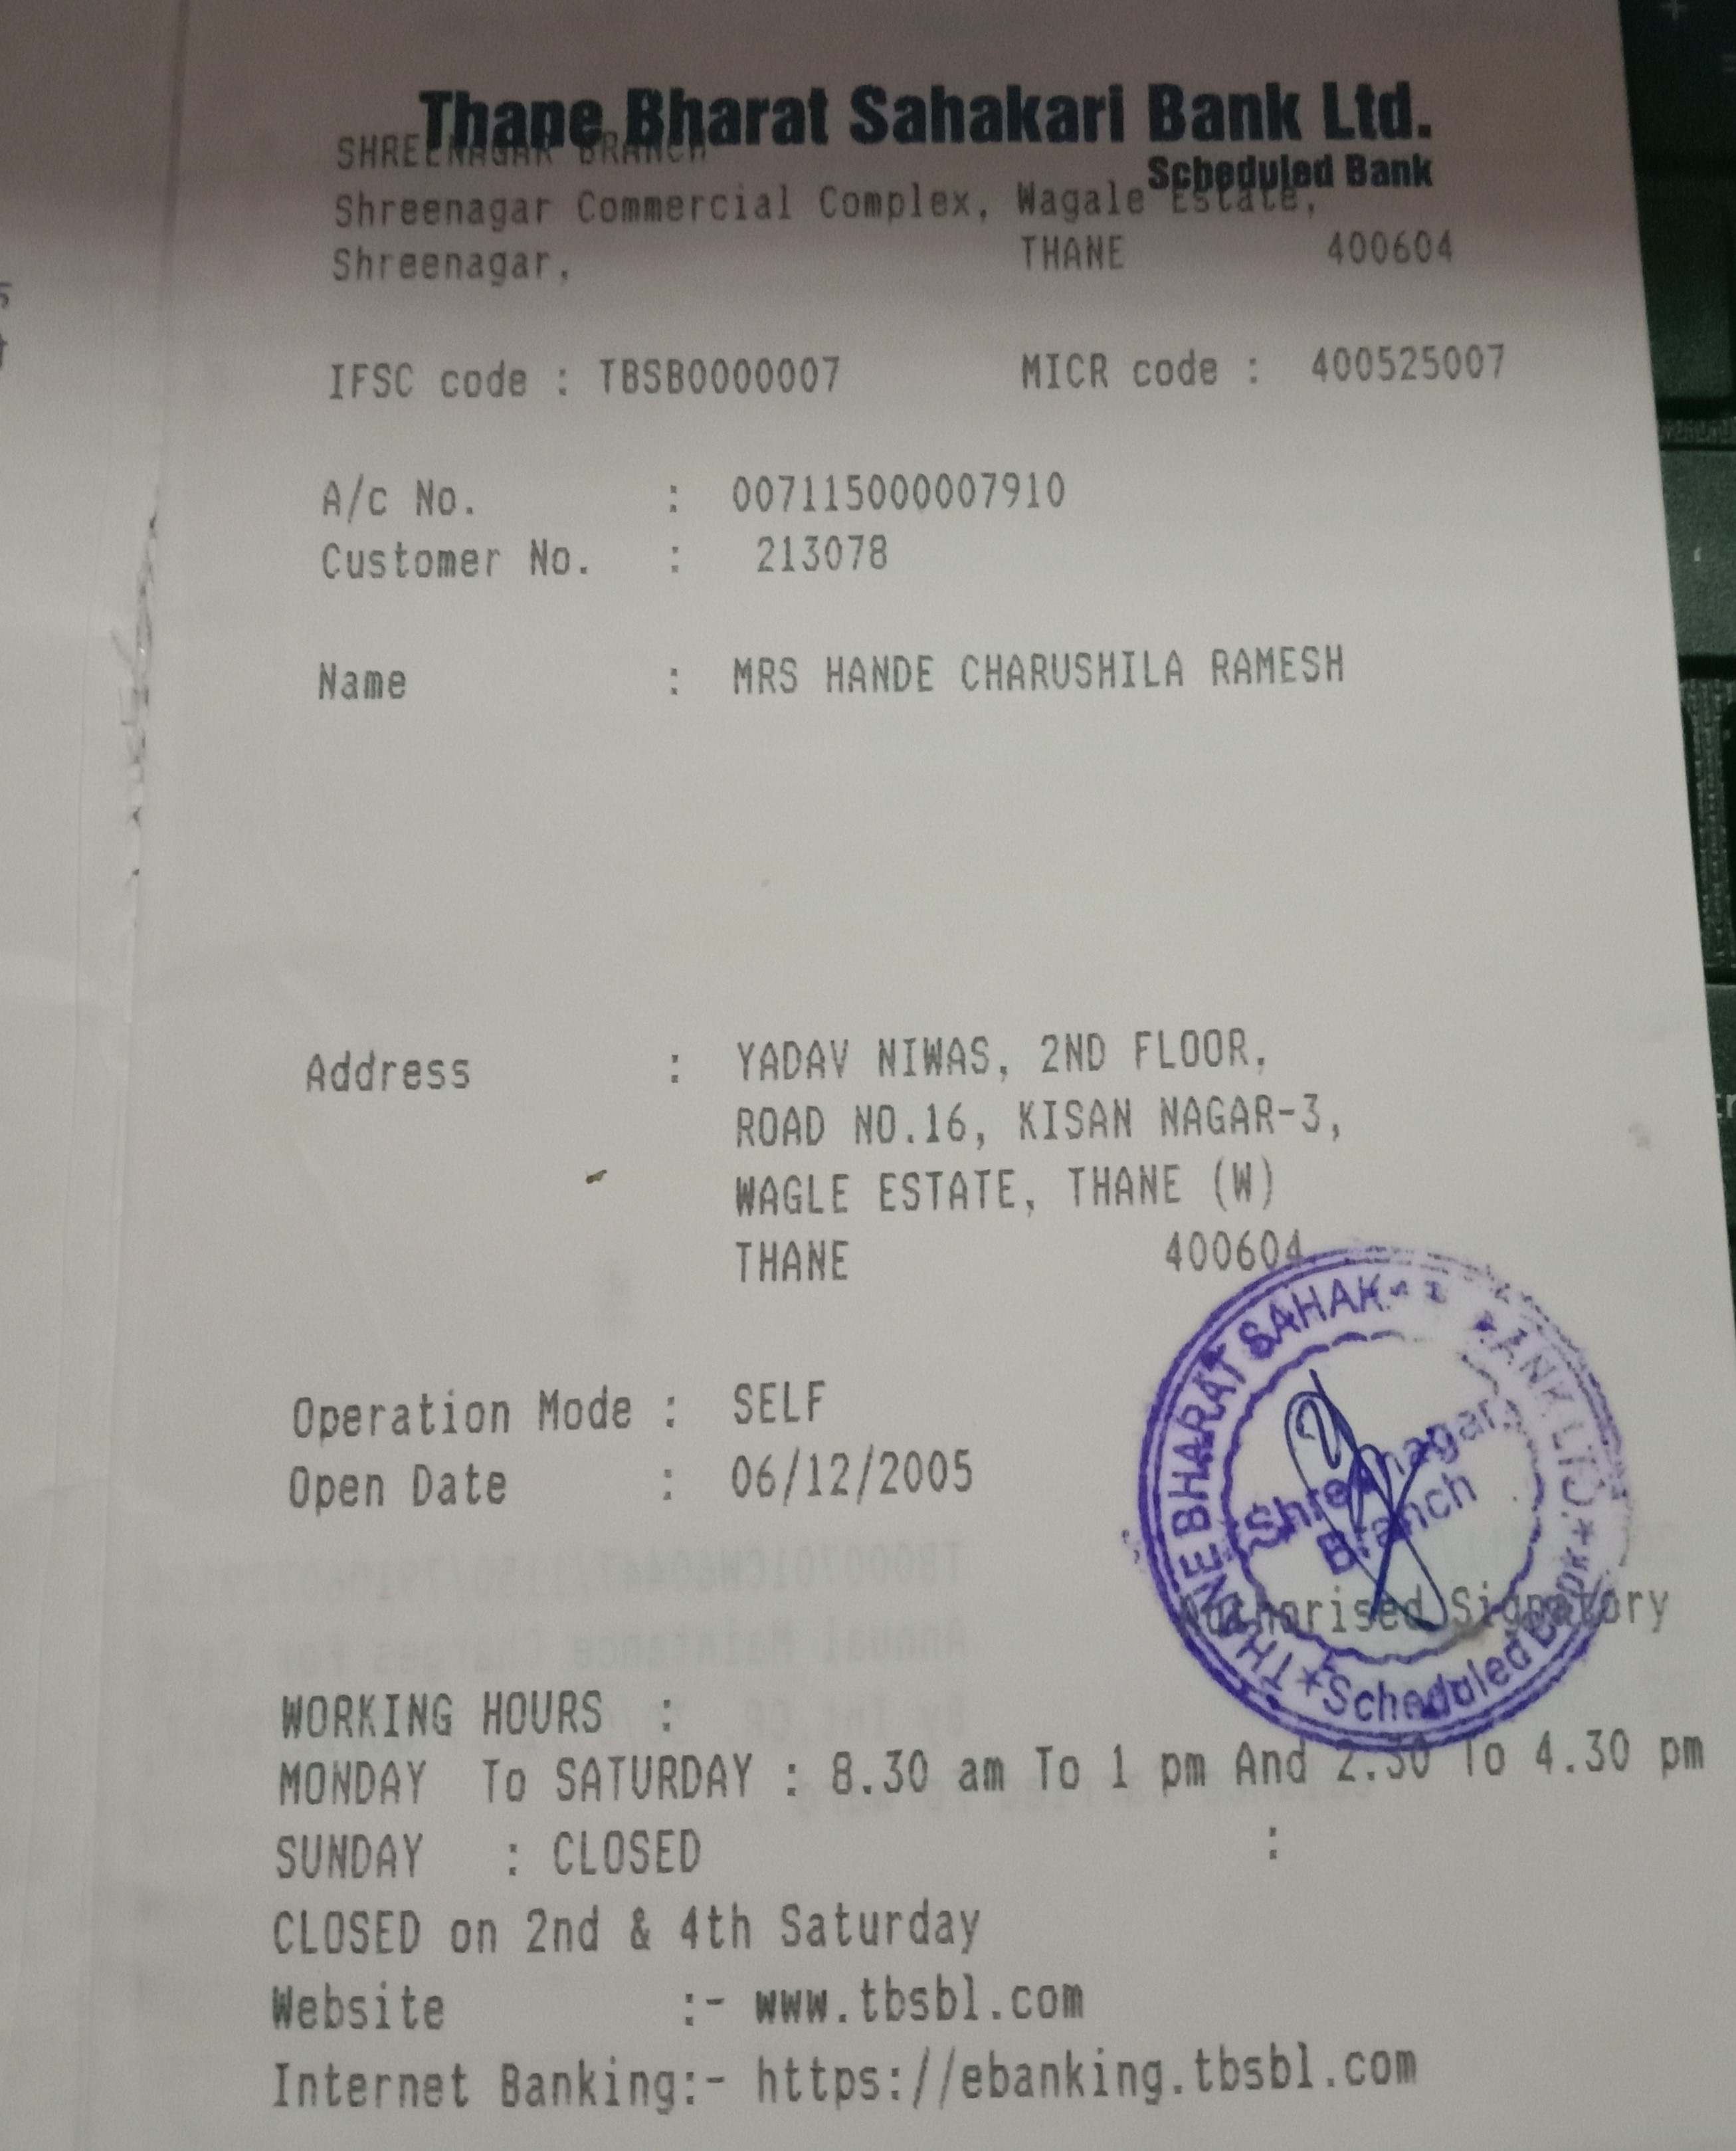 Thane Bharat Sahakari Bank Ltd.
Scheduled Bank
SHREENAGAR BRANCH
Shreenagar Commercial Complex, Wagale Estate,
Shreenagar, THANE 400604
IFSC code : TBSB0000007 MICR code : 400525007
A/c No. : 007115000007910
Customer No. : 213078
Name : MRS HANDE CHARUSHILA RAMESH
Address : YADAV NIWAS, 2ND FLOOR,
ROAD NO.16, KISAN NAGAR-3,
WAGLE ESTATE, THANE (W)
THANE 400604
Operation Mode : SELF
Open Date : 06/12/2005
THANE BHARAT SAHAKARI BANK LTD. * Scheduled Bank *
Shreenagar
Branch
Authorised Signatory
WORKING HOURS :
MONDAY To SATURDAY : 8.30 am To 1 pm And 2.30 To 4.30 pm
SUNDAY : CLOSED :
CLOSED on 2nd & 4th Saturday
Website :- www.tbsbl.com
Internet Banking:- https://ebanking.tbsbl.com